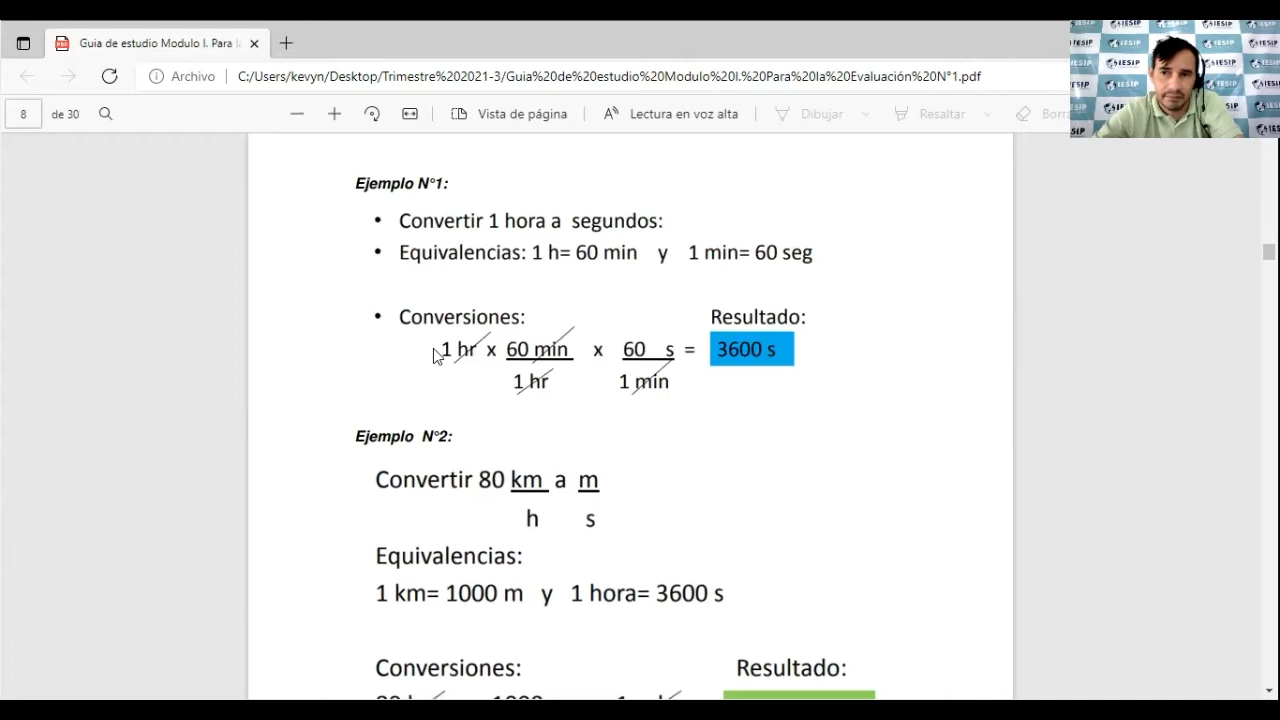 Guia de estudio Modulo I. Para la
Archivo
C:/Users/kevyn/Desktop/Trimestre%202021-3/Guia%20de%20estudio%20Modulo%20I.%20Para%20la%20Evaluación%20N°1.pdf
8 de 30
Vista de página
Lectura en voz alta
Dibujar
Resaltar
IESIP
Ejemplo N°1:
• Convertir 1 hora a segundos:
• Equivalencias: 1 h= 60 min y 1 min= 60 seg
• Conversiones: Resultado:
1 hr x 60 min x 60 s = 3600 s
1 hr 1 min
Ejemplo N°2:
Convertir 80 km a m
h s
Equivalencias:
1 km= 1000 m y 1 hora= 3600 s
Conversiones: Resultado: